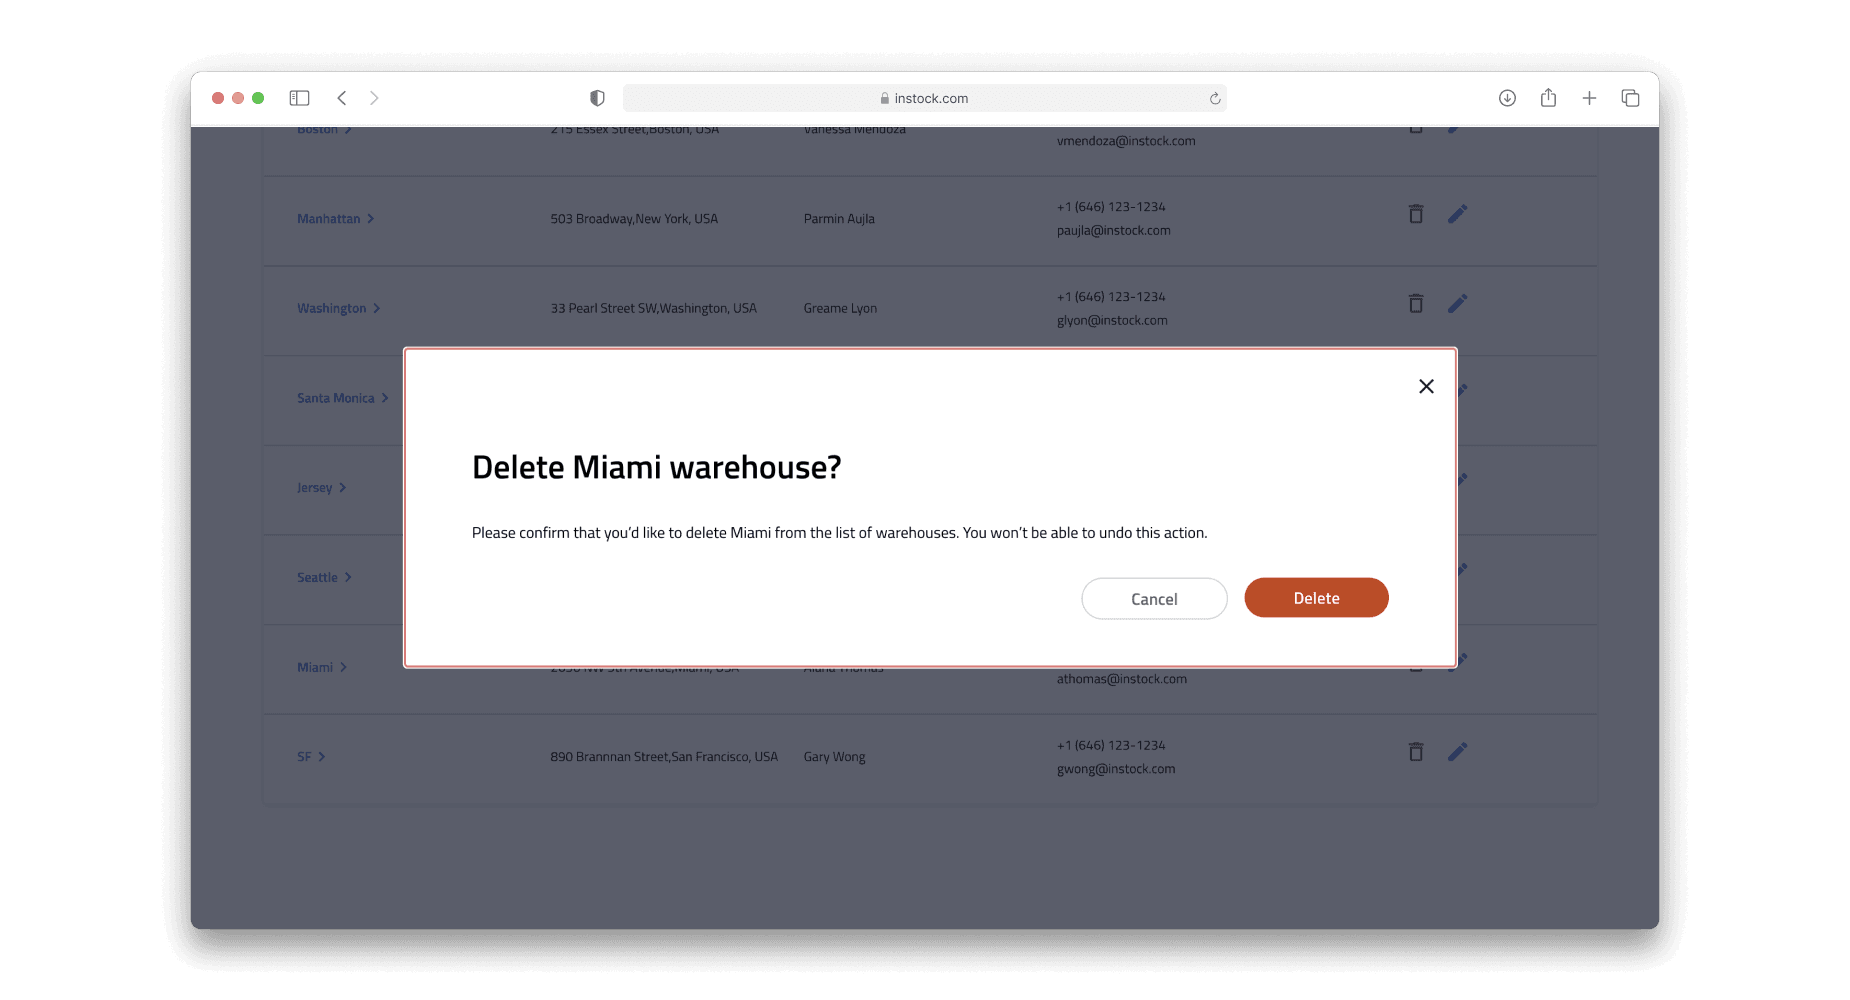 instock.com
Boston
215 Essex Street,Boston, USA
Vanessa Mendoza
vmendoza@instock.com
Manhattan
503 Broadway,New York, USA
Parmin Aujla
+1 (646) 123-1234
paujla@instock.com
Washington
33 Pearl Street SW,Washington, USA
Greame Lyon
+1 (646) 123-1234
glyon@instock.com
Santa Monica
Jersey
Seattle
Delete Miami warehouse?
Please confirm that you’d like to delete Miami from the list of warehouses. You won’t be able to undo this action.
Cancel
Delete
Miami
athomas@instock.com
SF
890 Brannnan Street,San Francisco, USA
Gary Wong
+1 (646) 123-1234
gwong@instock.com